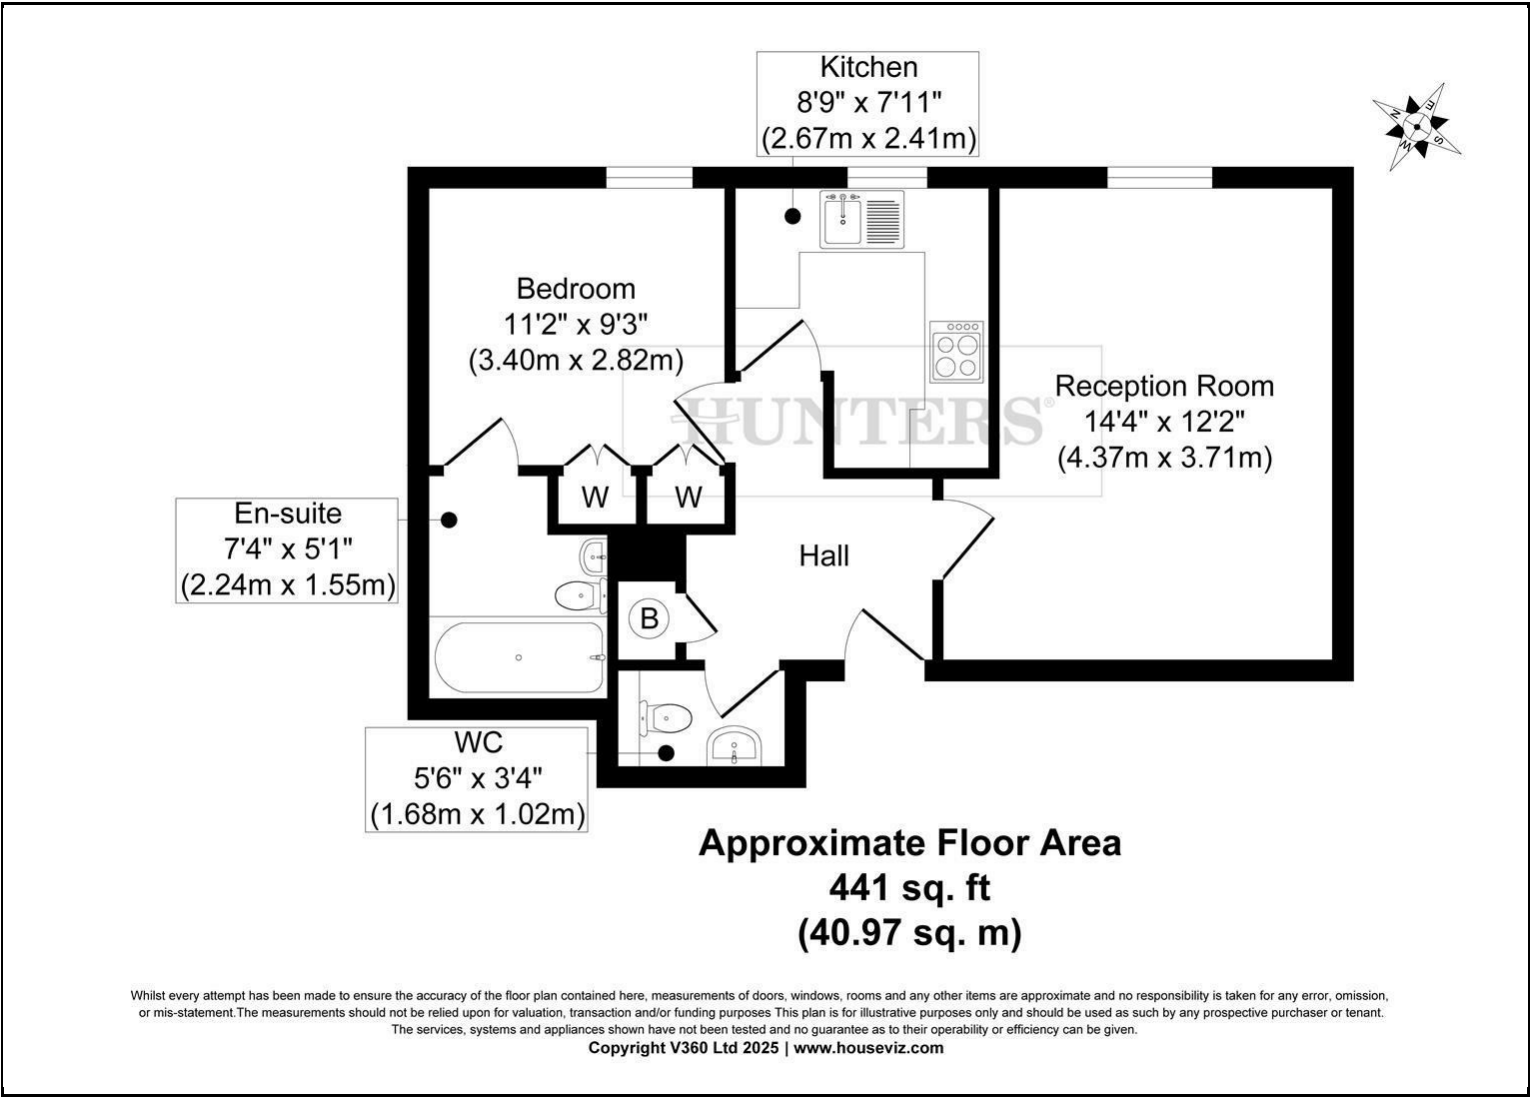 Kitchen
8'9" x 7'11"
(2.67m x 2.41m)
N
E
S
W
Bedroom
11'2" x 9'3"
(3.40m x 2.82m)
Reception Room
14'4" x 12'2"
(4.37m x 3.71m)
HUNTERS®
W
W
En-suite
7'4" x 5'1"
(2.24m x 1.55m)
Hall
B
WC
5'6" x 3'4"
(1.68m x 1.02m)
Approximate Floor Area
441 sq. ft
(40.97 sq. m)
Whilst every attempt has been made to ensure the accuracy of the floor plan contained here, measurements of doors, windows, rooms and any other items are approximate and no responsibility is taken for any error, omission,
or mis-statement.The measurements should not be relied upon for valuation, transaction and/or funding purposes This plan is for illustrative purposes only and should be used as such by any prospective purchaser or tenant.
The services, systems and appliances shown have not been tested and no guarantee as to their operability or efficiency can be given.
Copyright V360 Ltd 2025 | www.houseviz.com